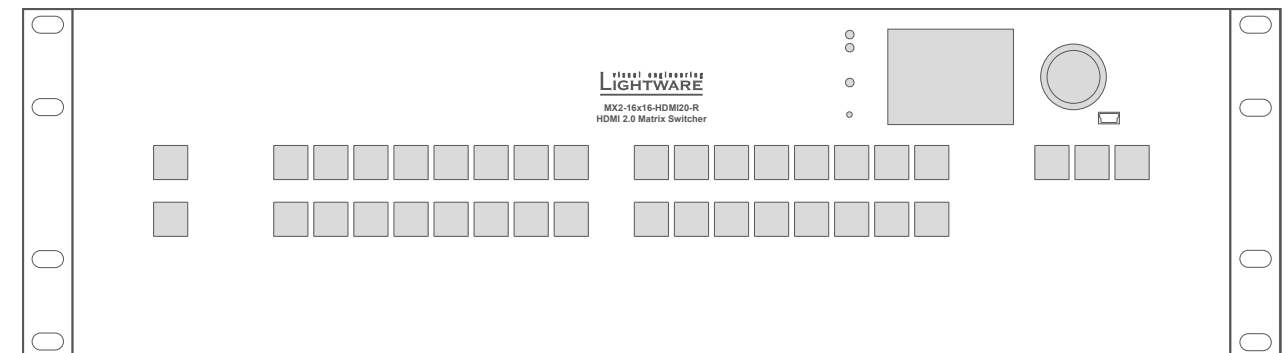 visual engineering
LIGHTWARE
MX2-16x16-HDMI20-R
HDMI 2.0 Matrix Switcher